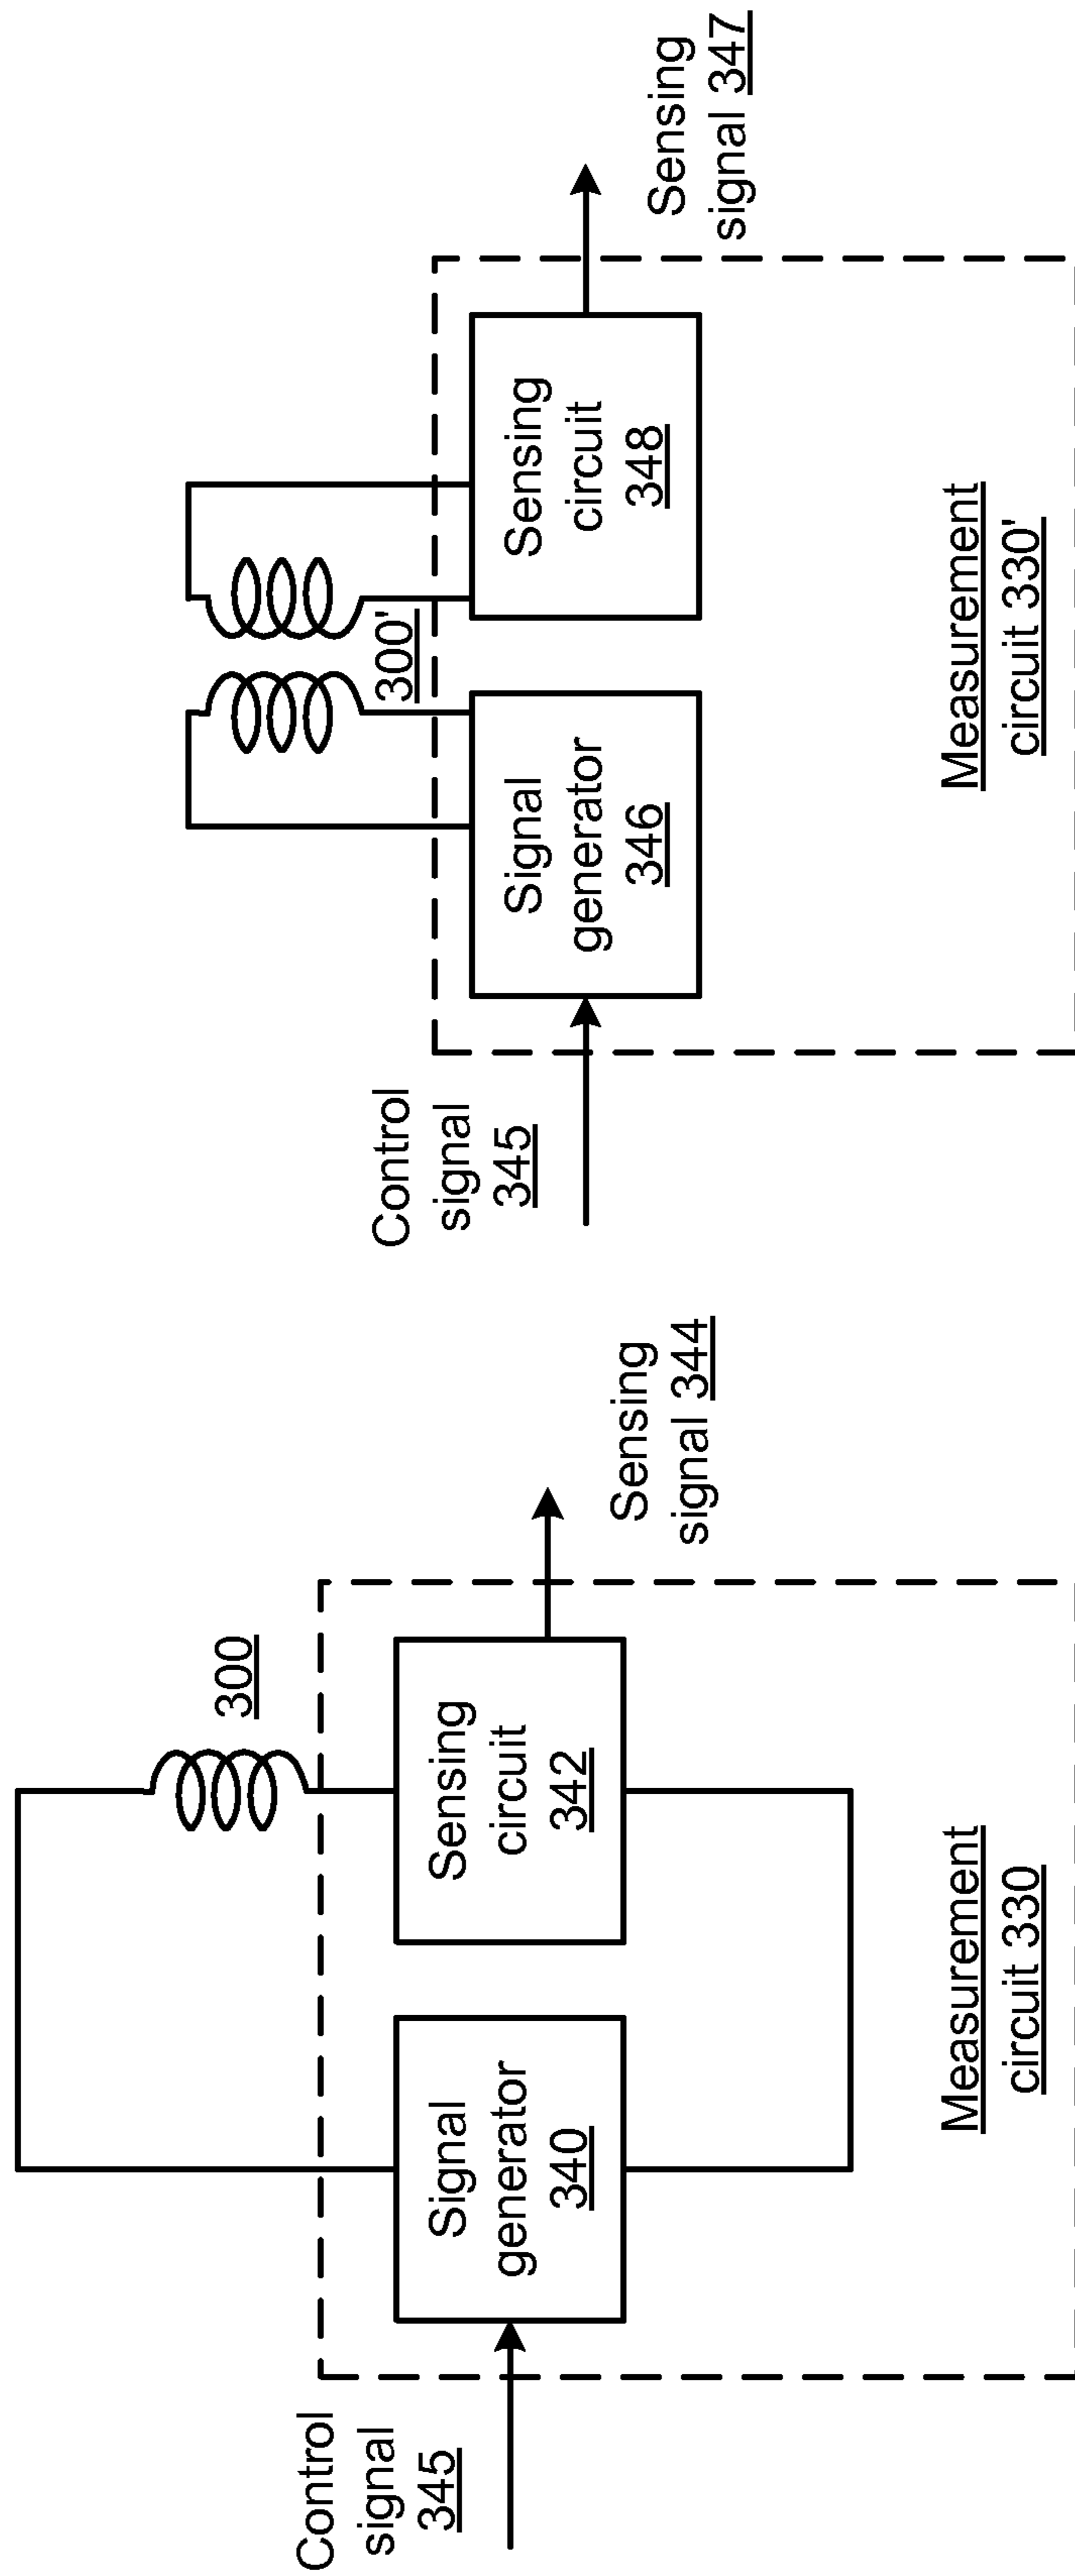 Control
signal
345
Signal
generator
340
Sensing
circuit
342
300
Sensing
signal 344
Measurement
circuit 330
Control
signal
345
Signal
generator
346
300'
Sensing
circuit
348
Sensing
signal 347
Measurement
circuit 330'